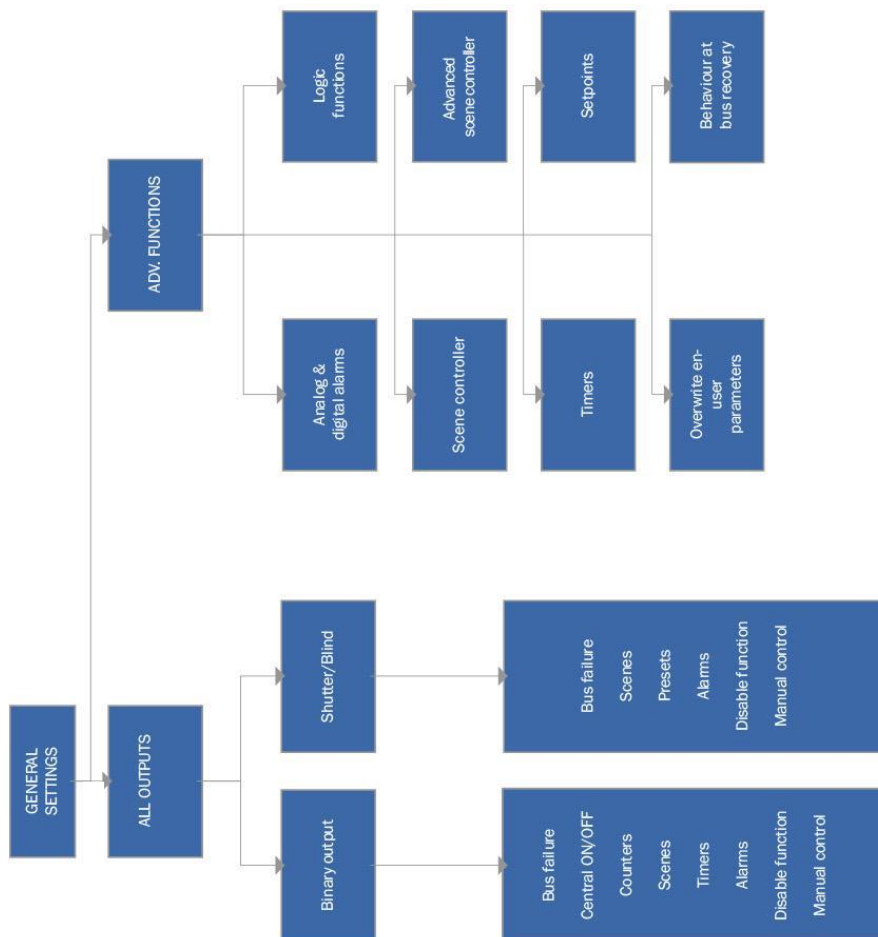 GENERAL
SETTINGS
ALL OUTPUTS
ADV. FUNCTIONS
Binary output
Shutter/Blind
Analog &
digital alarms
Logic
functions
Scene controller
Advanced
scene controller
Timers
Setpoints
Overwrite en-
user
parameters
Behaviour at
bus recovery
Bus failure
Central ON/OFF
Counters
Scenes
Timers
Alarms
Disable function
Manual control
Bus failure
Scenes
Presets
Alarms
Disable function
Manual control